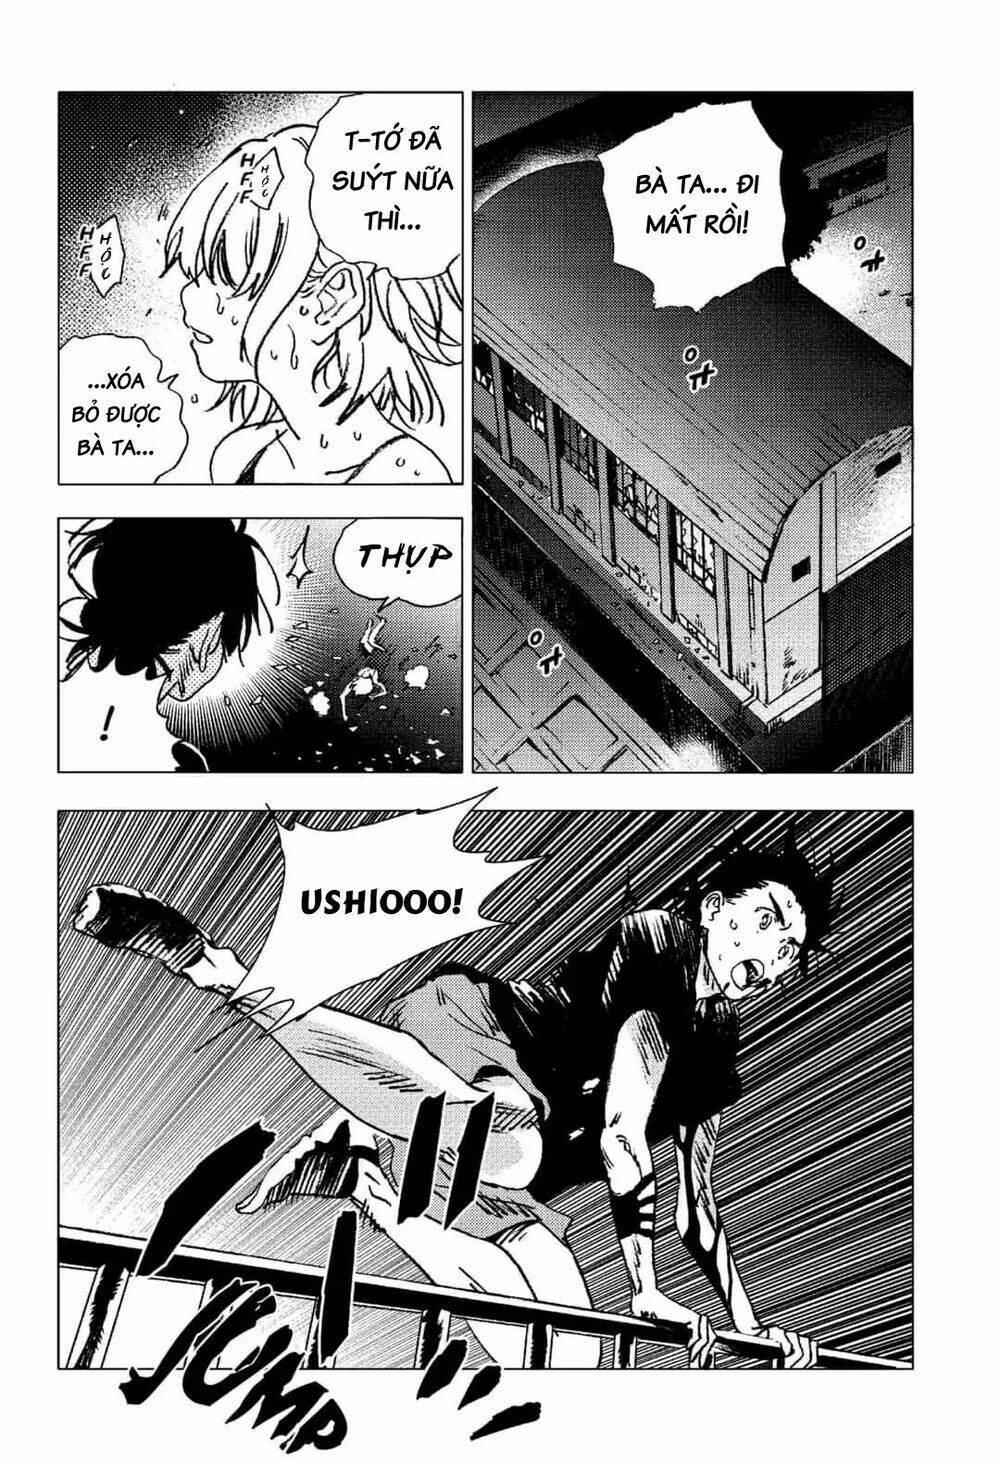 BÀ TA... ĐI
MẤT RỒI!
T-TỚ ĐÃ
SUÝT NỮA
THÌ...
HFF
HỘC
HFF
HỘC
...XÓA
BỎ ĐƯỢC
BÀ TA...
THỤP
!
USHIOOO!
JUMP